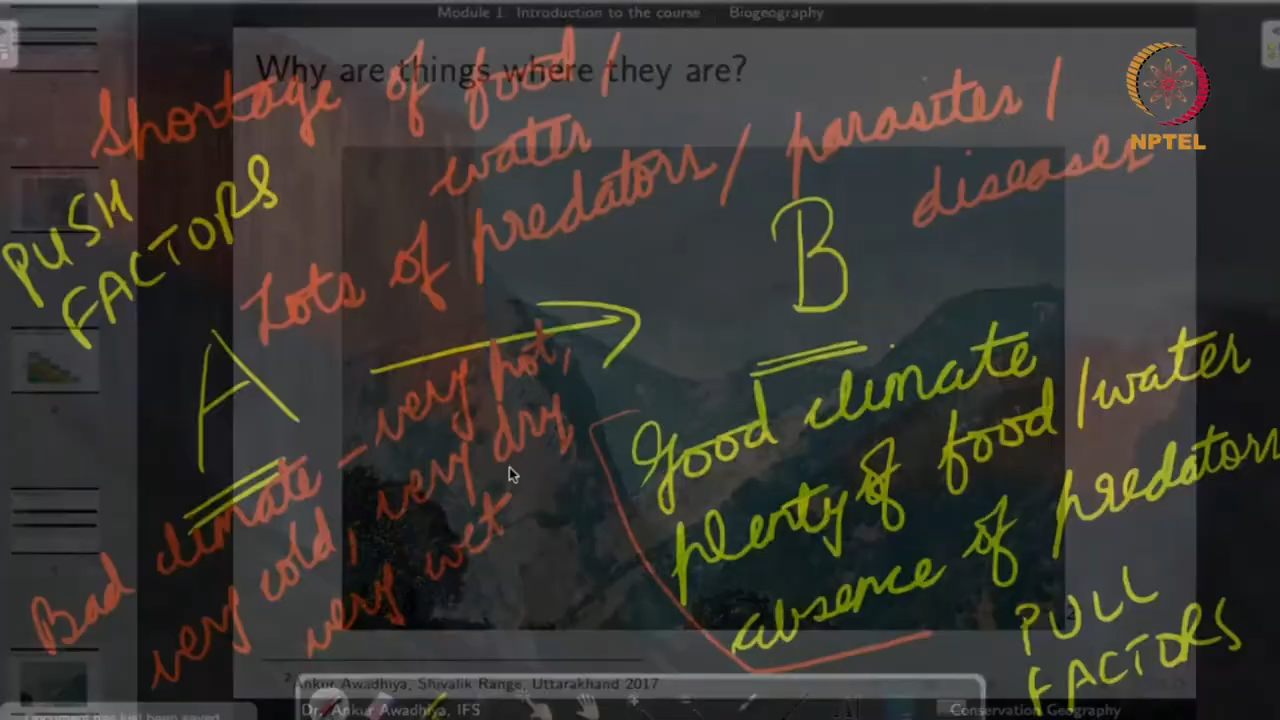 Module 1. Introduction to the course Biogeography
Why are things where they are?
NPTEL
Shortage of food /
water
PUSH
FACTORS
Lots of predators / parasites /
diseases
A
B
Bad climate - very hot,
very cold, very dry,
very wet
Good climate
plenty of food / water
absence of predators
PULL
FACTORS
2
2 Ankur Awadhiya, Shivalik Range, Uttarakhand 2017
Dr. Ankur Awadhiya, IFS
Conservation Geography